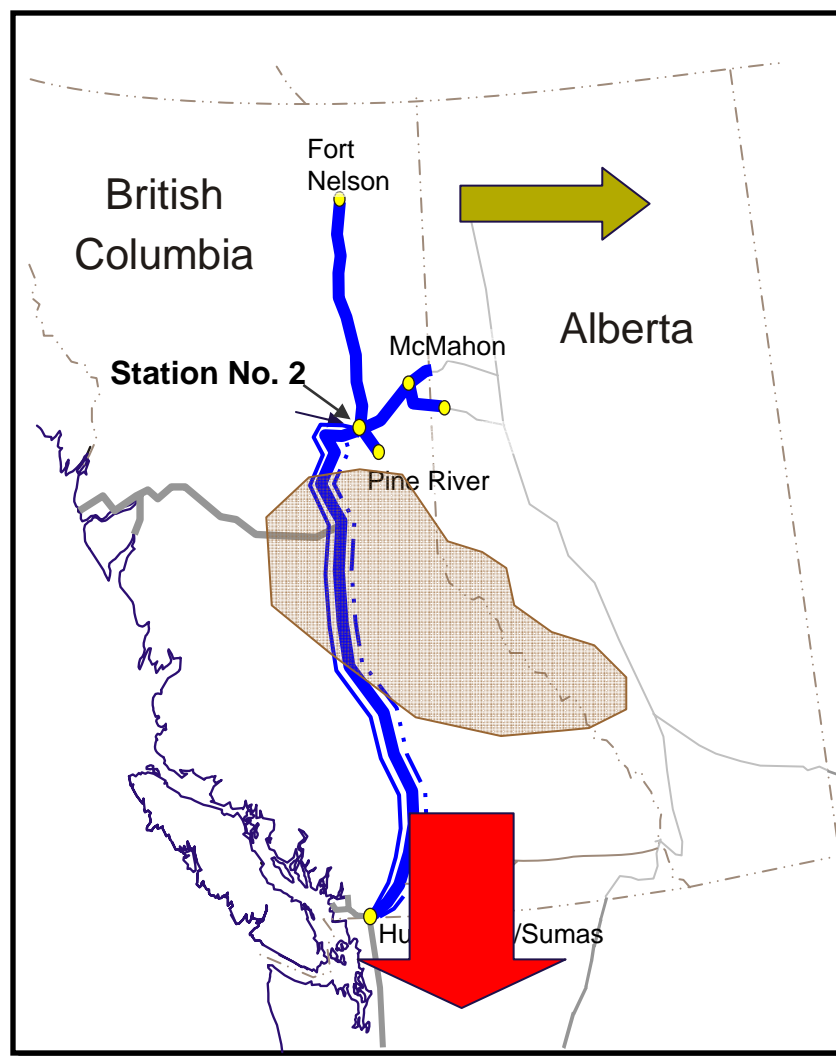 Fort
Nelson
British
Columbia
Alberta
McMahon
Station No. 2
Pine River
/Sumas